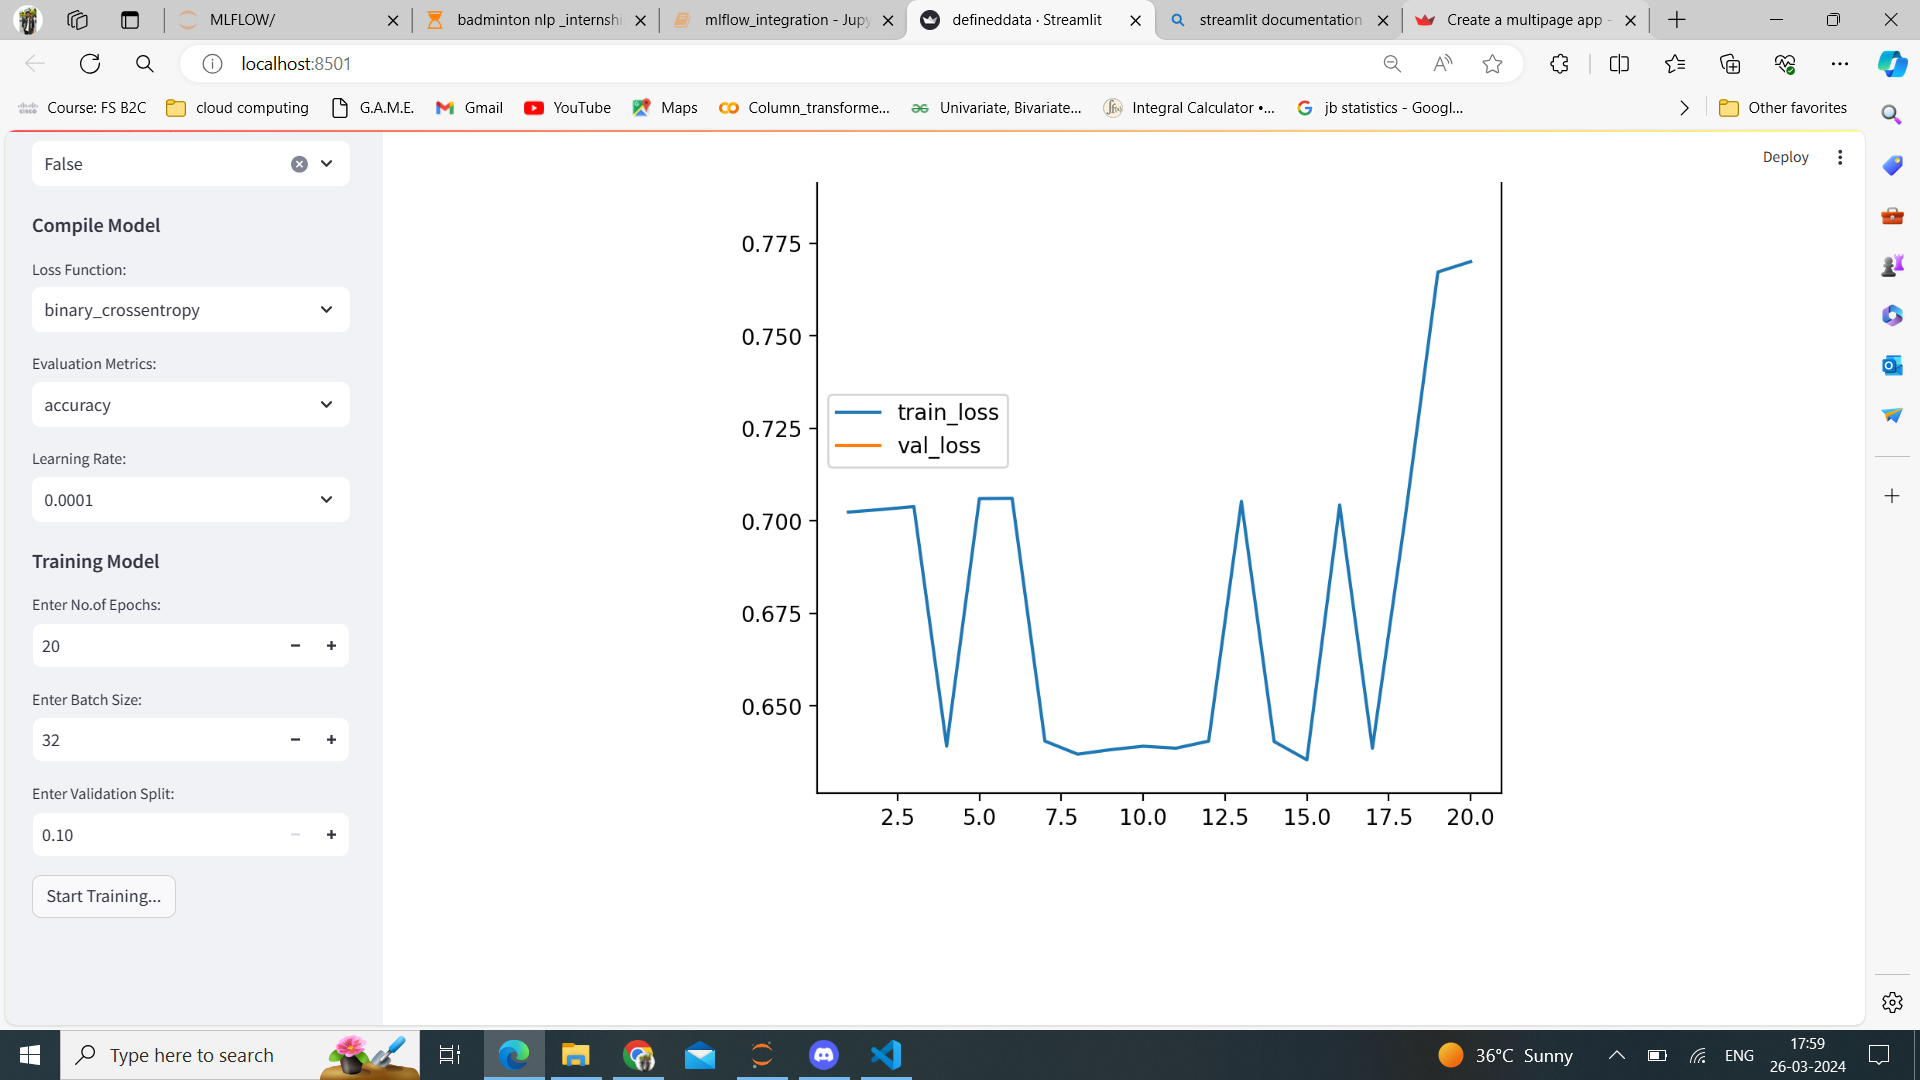 MLFLOW/
badminton nlp _internshi
mlflow_integration - Jupy
defineddata · Streamlit
streamlit documentation
Create a multipage app -
localhost:8501
Course: FS B2C
cloud computing
G.A.M.E.
Gmail
YouTube
Maps
Column_transforme...
Univariate, Bivariate...
Integral Calculator •...
jb statistics - Googl...
Other favorites
Deploy
False
Compile Model
Loss Function:
binary_crossentropy
Evaluation Metrics:
accuracy
Learning Rate:
0.0001
Training Model
Enter No.of Epochs:
20
Enter Batch Size:
32
Enter Validation Split:
0.10
Start Training...
0.775
0.750
0.725
0.700
0.675
0.650
train_loss
val_loss
2.5 5.0 7.5 10.0 12.5 15.0 17.5 20.0
Type here to search
36°C Sunny
ENG
17:59
26-03-2024